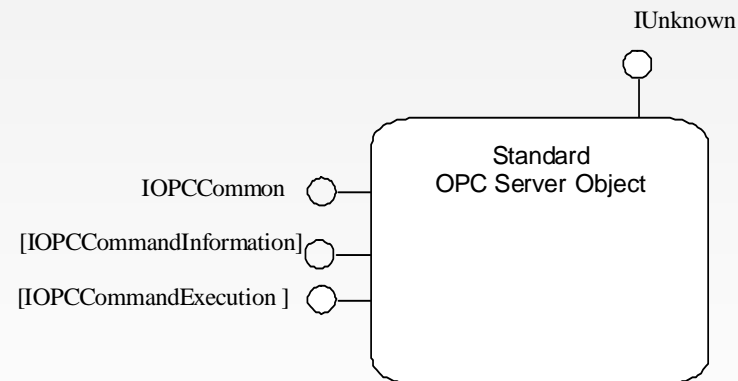 IUnknown
Standard
OPC Server Object
IOPCCommon
[IOPCCommandInformation]
[IOPCCommandExecution ]